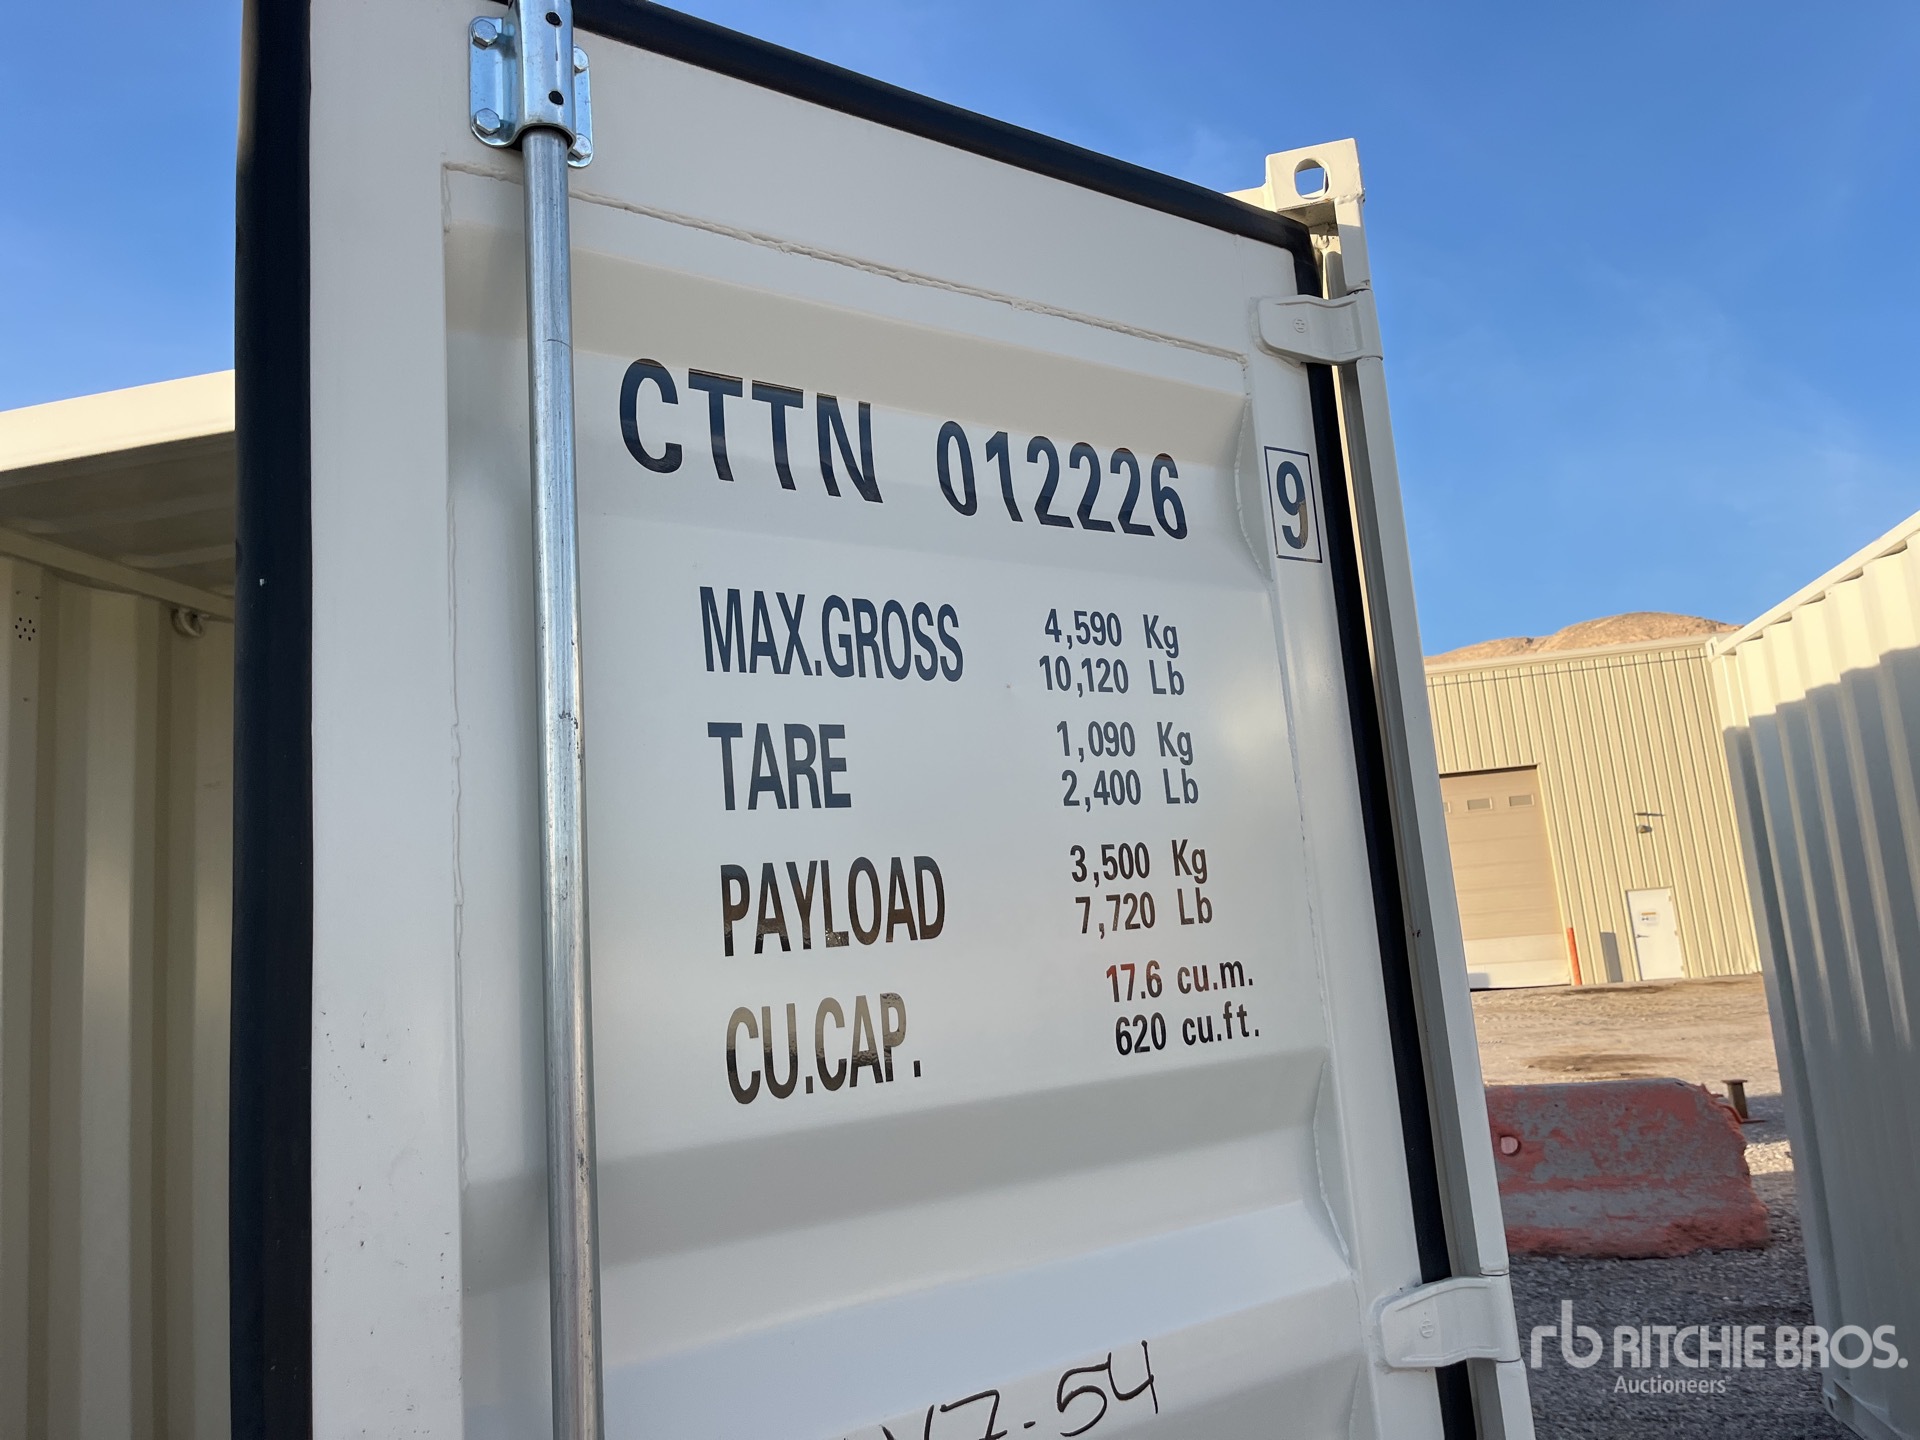 CTTN 012226 9
MAX.GROSS 4,590 Kg
10,120 Lb
TARE 1,090 Kg
2,400 Lb
PAYLOAD 3,500 Kg
7,720 Lb
CU.CAP. 17.6 cu.m.
620 cu.ft.
rb RITCHIE BROS.
Auctioneers